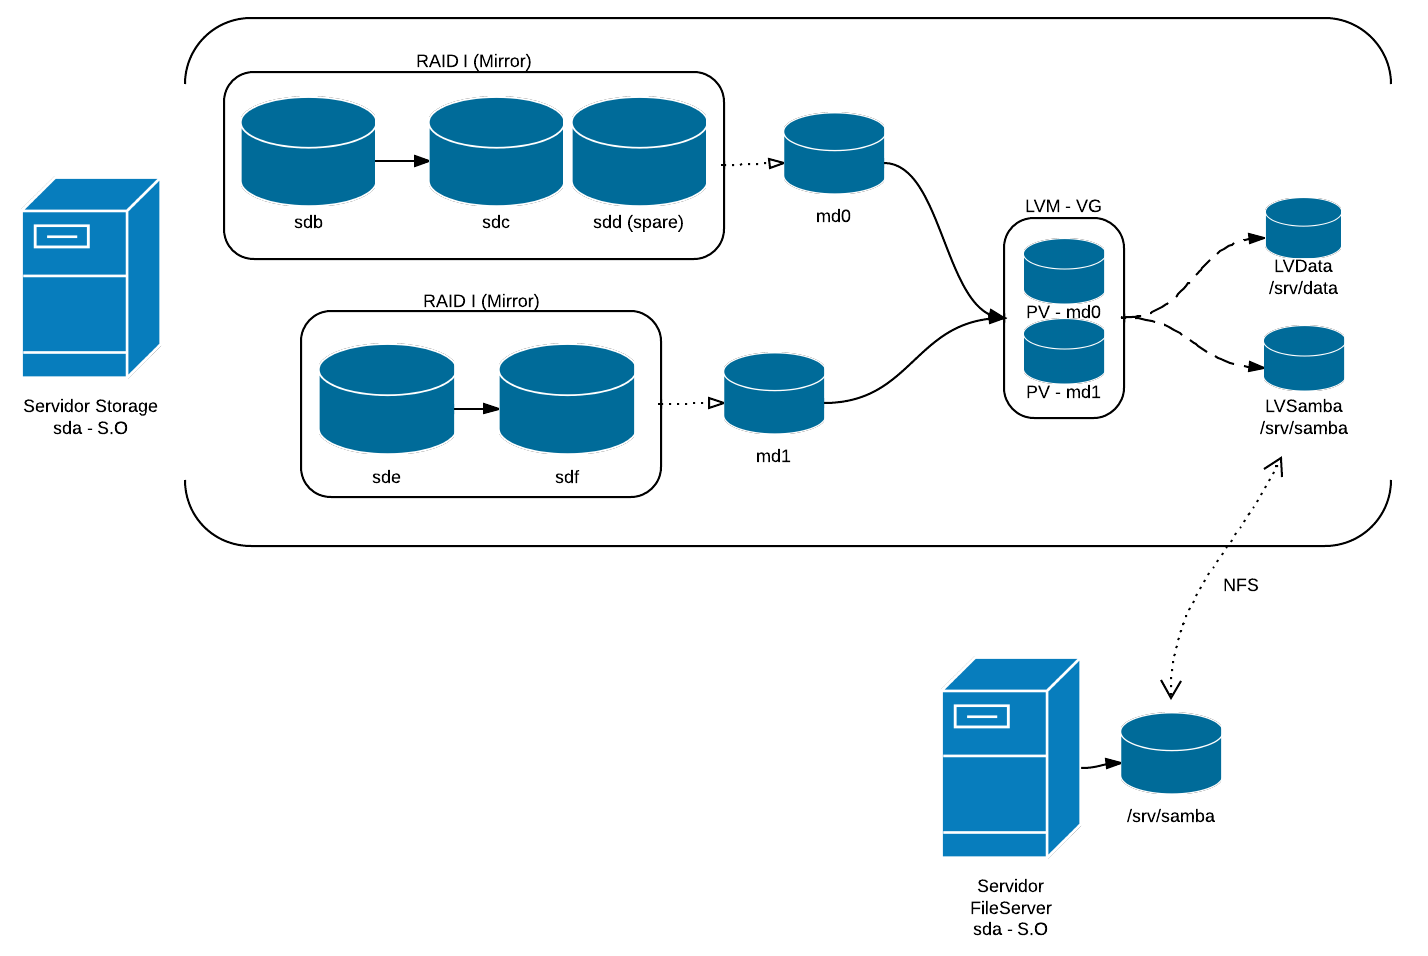 RAID I (Mirror)
sdb
sdc
sdd (spare)
md0
LVM - VG
PV - md0
PV - md1
LVData
/srv/data
LVSamba
/srv/samba
RAID I (Mirror)
sde
sdf
md1
Servidor Storage
sda - S.O
NFS
/srv/samba
Servidor
FileServer
sda - S.O